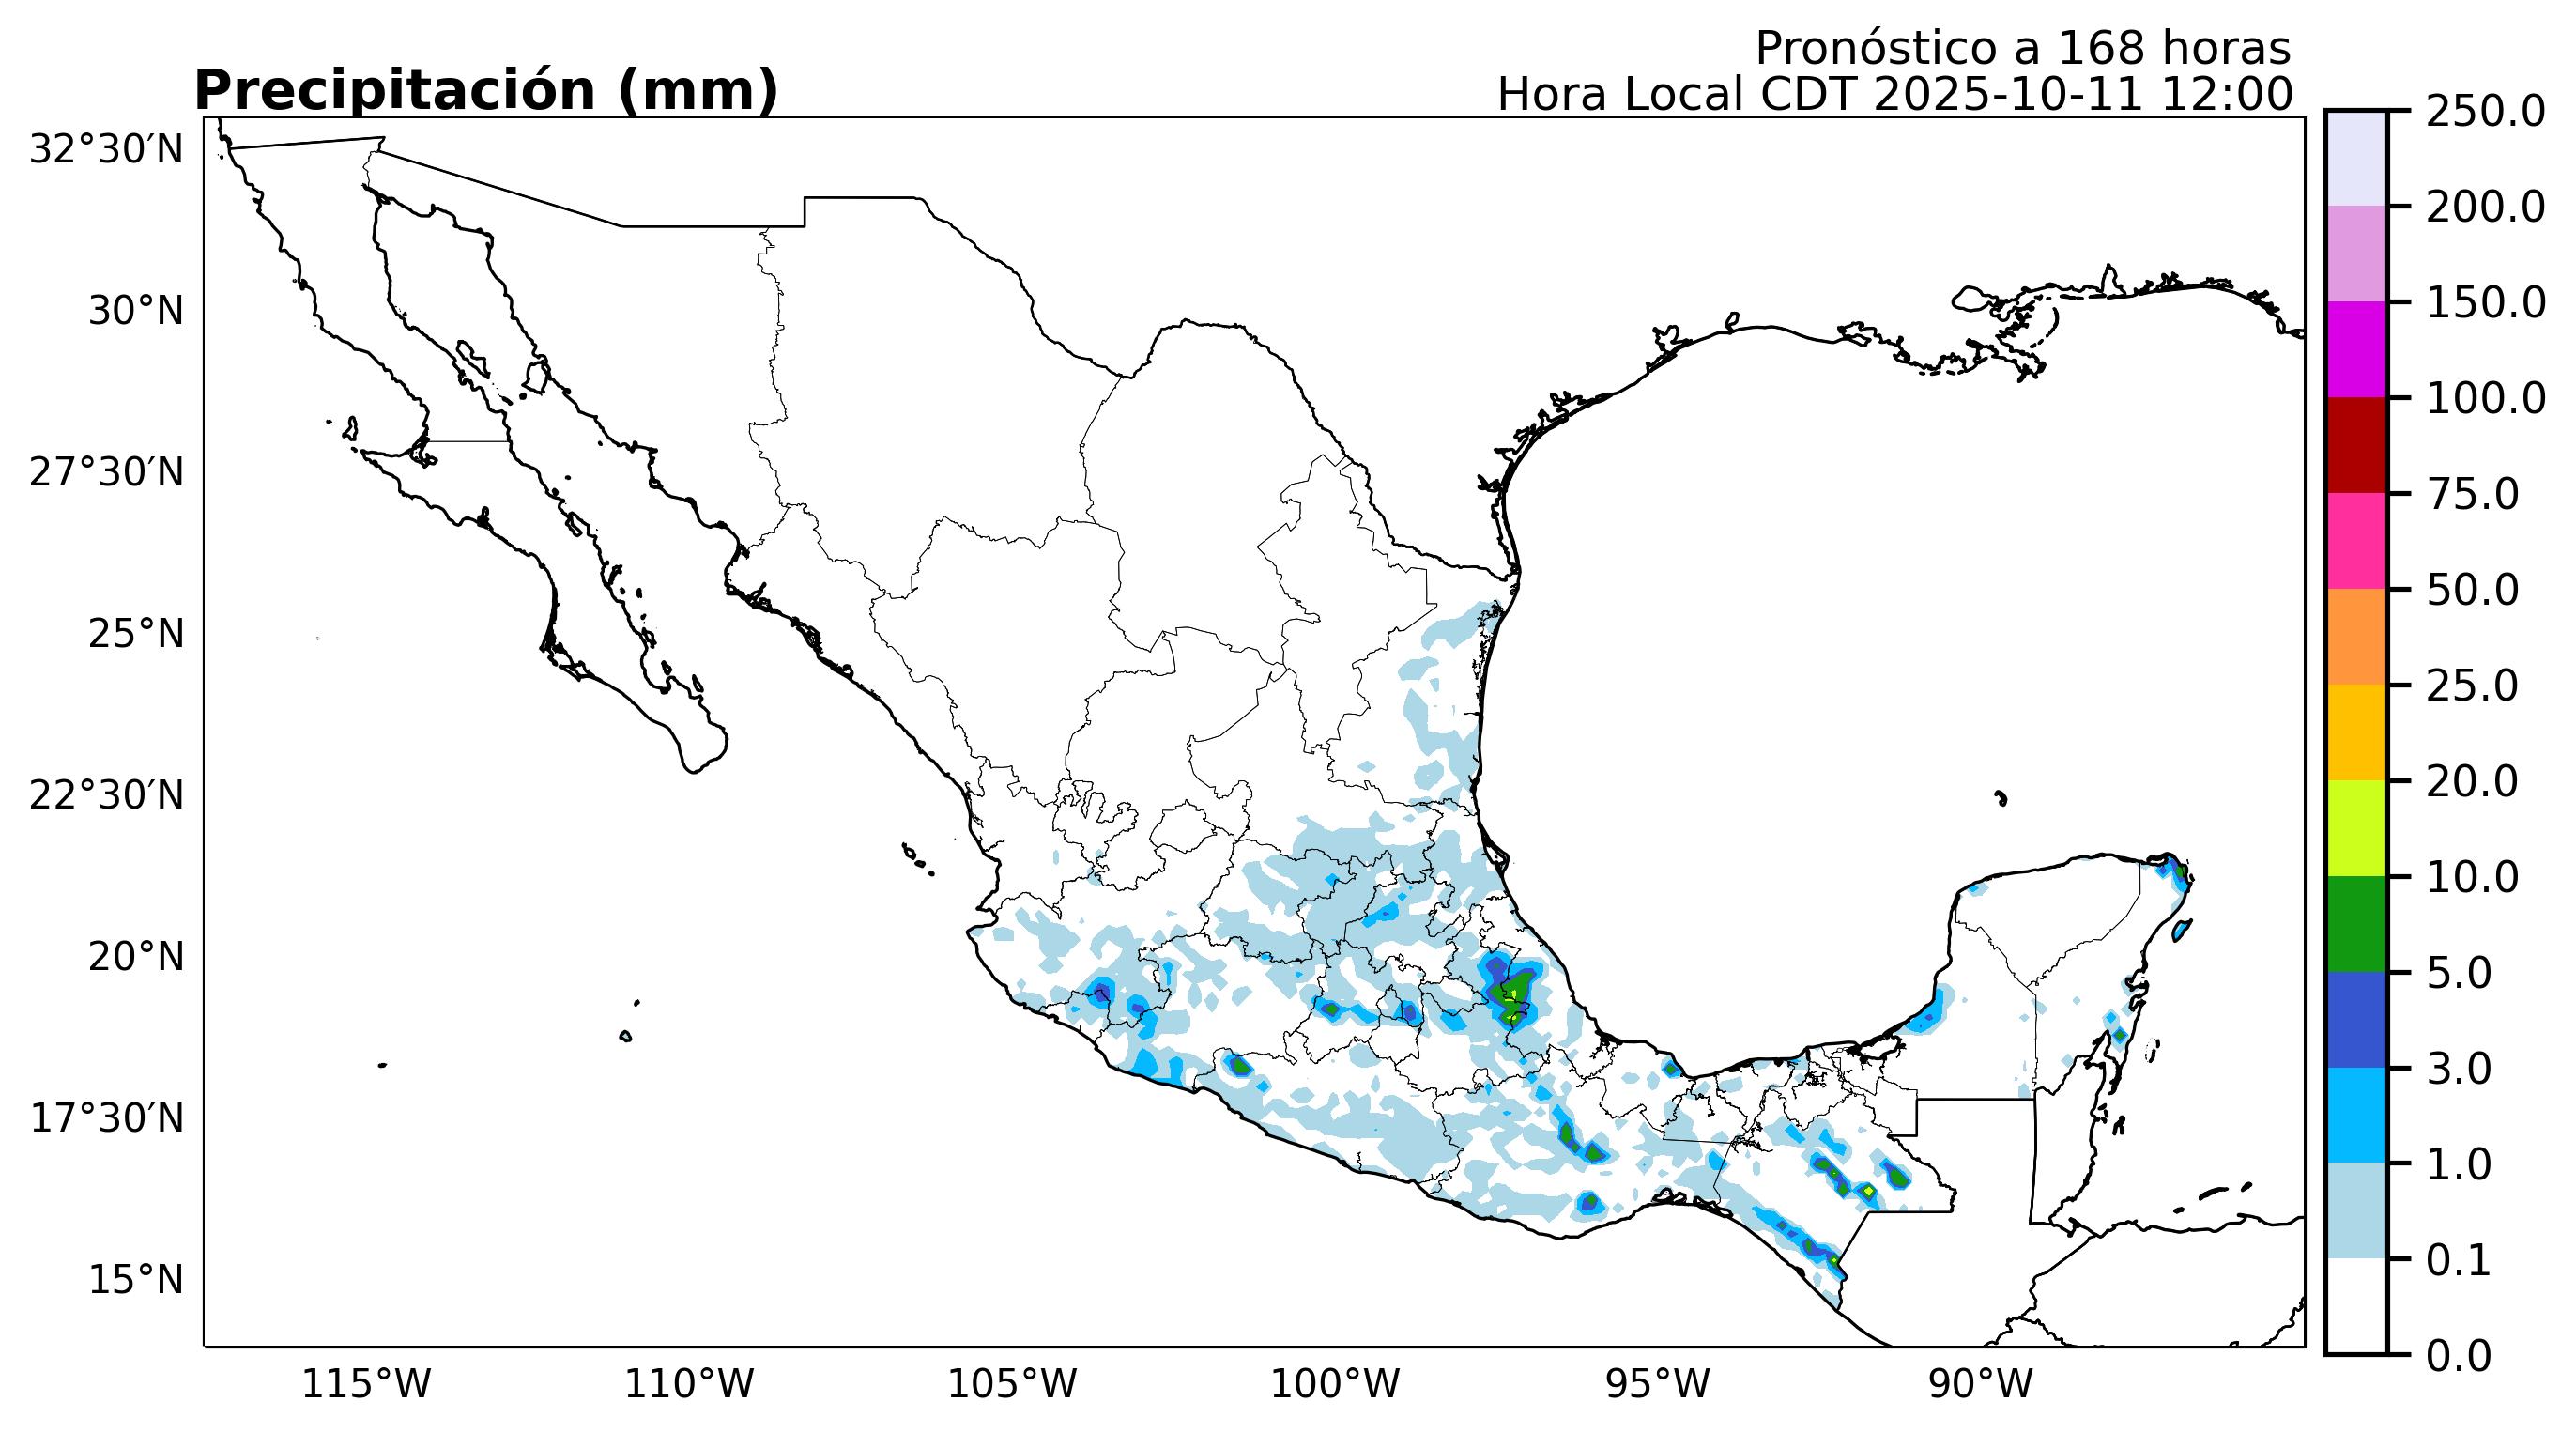 Pronóstico a 168 horas
Precipitación (mm)
Hora Local CDT 2025-10-11 12:00
32°30′N
30°N
27°30′N
25°N
22°30′N
20°N
17°30′N
15°N
115°W
110°W
105°W
100°W
95°W
90°W
250.0
200.0
150.0
100.0
75.0
50.0
25.0
20.0
10.0
5.0
3.0
1.0
0.1
0.0